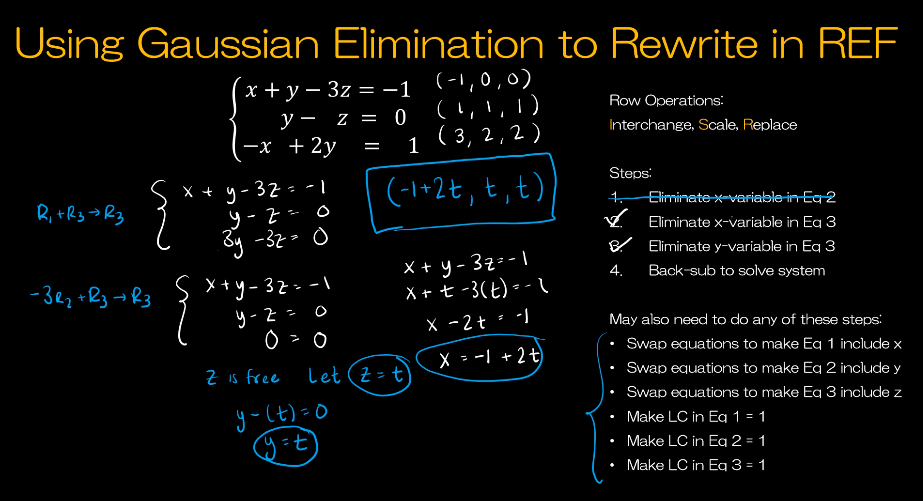 Using Gaussian Elimination to Rewrite in REF
x + y − 3z = −1 (-1, 0, 0)
y − z = 0 (1, 1, 1)
−x + 2y = 1 (3, 2, 2)
(-1+2t, t, t)
R₁ + R₃ → R₃
x + y - 3z = -1
y - z = 0
3y - 3z = 0
-3R₂ + R₃ → R₃
x + y - 3z = -1
y - z = 0
0 = 0
z is free Let z = t
y - (t) = 0
y = t
x + y - 3z = -1
x + t - 3(t) = -1
x - 2t = -1
x = -1 + 2t
Row Operations:
Interchange, Scale, Replace
Steps:
1. Eliminate x-variable in Eq 2
2. Eliminate x-variable in Eq 3
3. Eliminate y-variable in Eq 3
4. Back-sub to solve system
May also need to do any of these steps:
• Swap equations to make Eq 1 include x
• Swap equations to make Eq 2 include y
• Swap equations to make Eq 3 include z
• Make LC in Eq 1 = 1
• Make LC in Eq 2 = 1
• Make LC in Eq 3 = 1